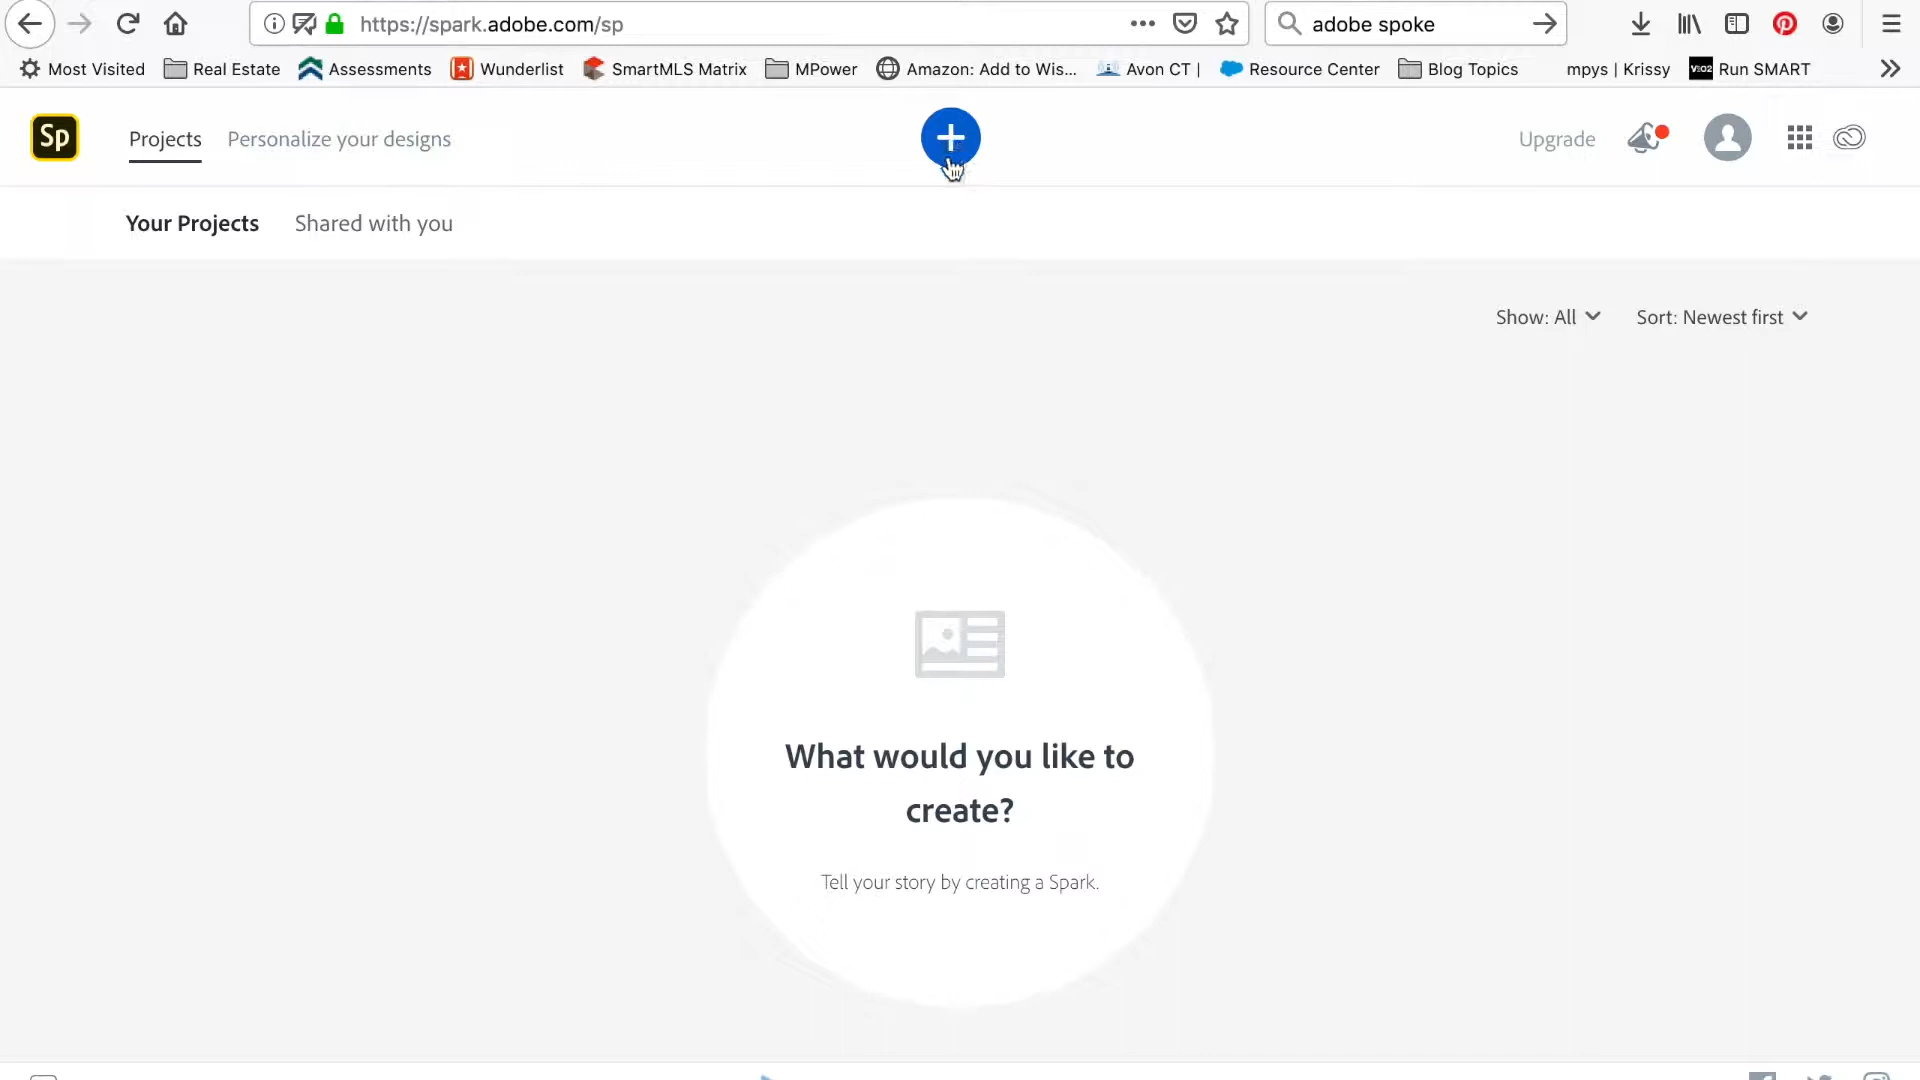 https://spark.adobe.com/sp
adobe spoke
Most Visited
Real Estate
Assessments
Wunderlist
SmartMLS Matrix
MPower
Amazon: Add to Wis...
Avon CT |
Resource Center
Blog Topics
mpys | Krissy
VEO2
Run SMART
Sp
Projects
Personalize your designs
Upgrade
Your Projects
Shared with you
Show: All
Sort: Newest first
What would you like to
create?
Tell your story by creating a Spark.